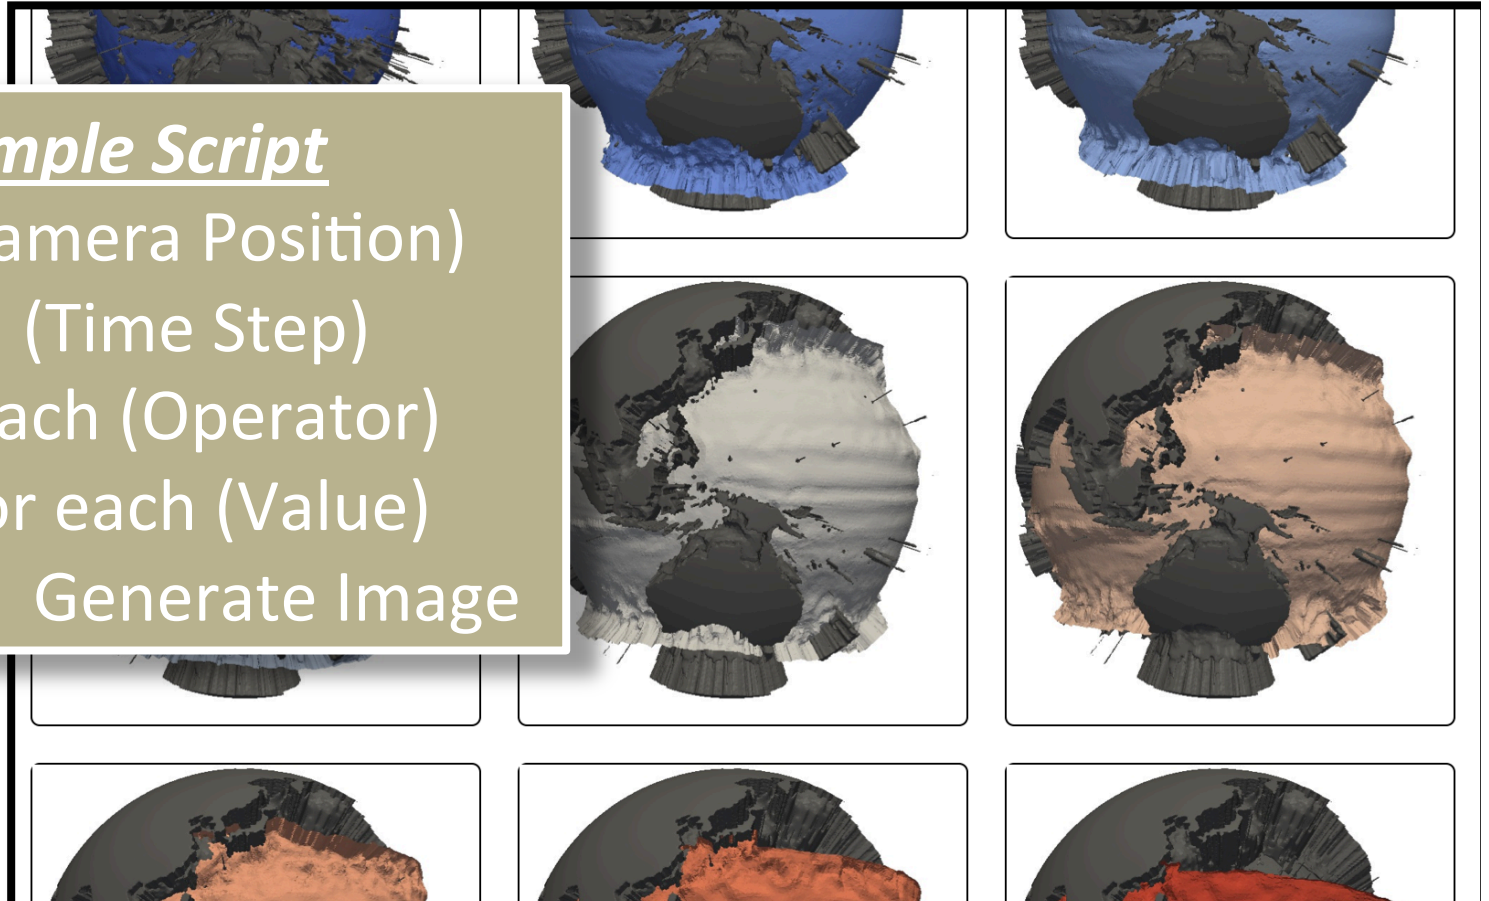 mple Script
amera Position)
(Time Step)
ach (Operator)
or each (Value)
Generate Image